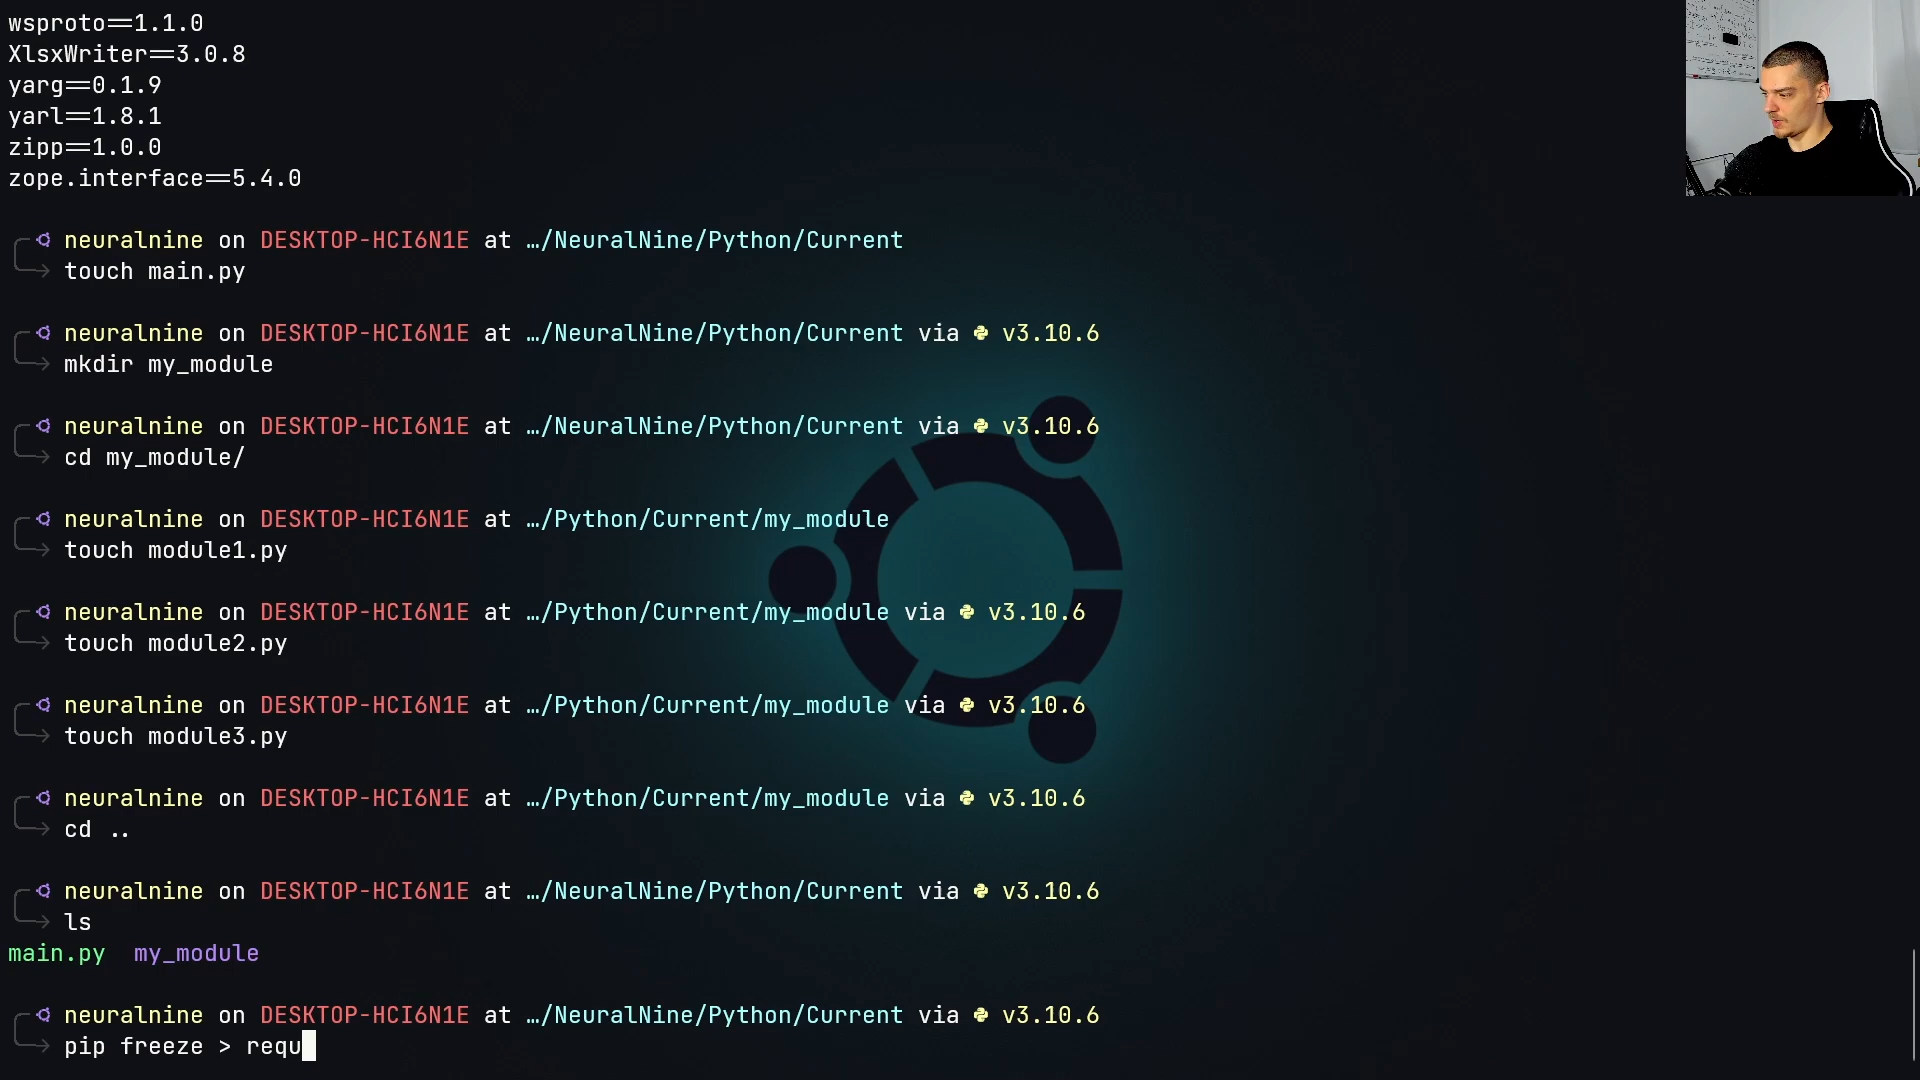 wsproto==1.1.0
XlsxWriter==3.0.8
yarg==0.1.9
yarl==1.8.1
zipp==1.0.0
zope.interface==5.4.0
neuralnine on DESKTOP-HCI6N1E at …/NeuralNine/Python/Current
touch main.py
neuralnine on DESKTOP-HCI6N1E at …/NeuralNine/Python/Current via v3.10.6
mkdir my_module
neuralnine on DESKTOP-HCI6N1E at …/NeuralNine/Python/Current via v3.10.6
cd my_module/
neuralnine on DESKTOP-HCI6N1E at …/Python/Current/my_module
touch module1.py
neuralnine on DESKTOP-HCI6N1E at …/Python/Current/my_module via v3.10.6
touch module2.py
neuralnine on DESKTOP-HCI6N1E at …/Python/Current/my_module via v3.10.6
touch module3.py
neuralnine on DESKTOP-HCI6N1E at …/Python/Current/my_module via v3.10.6
cd ..
neuralnine on DESKTOP-HCI6N1E at …/NeuralNine/Python/Current via v3.10.6
ls
main.py my_module
neuralnine on DESKTOP-HCI6N1E at …/NeuralNine/Python/Current via v3.10.6
pip freeze > requ